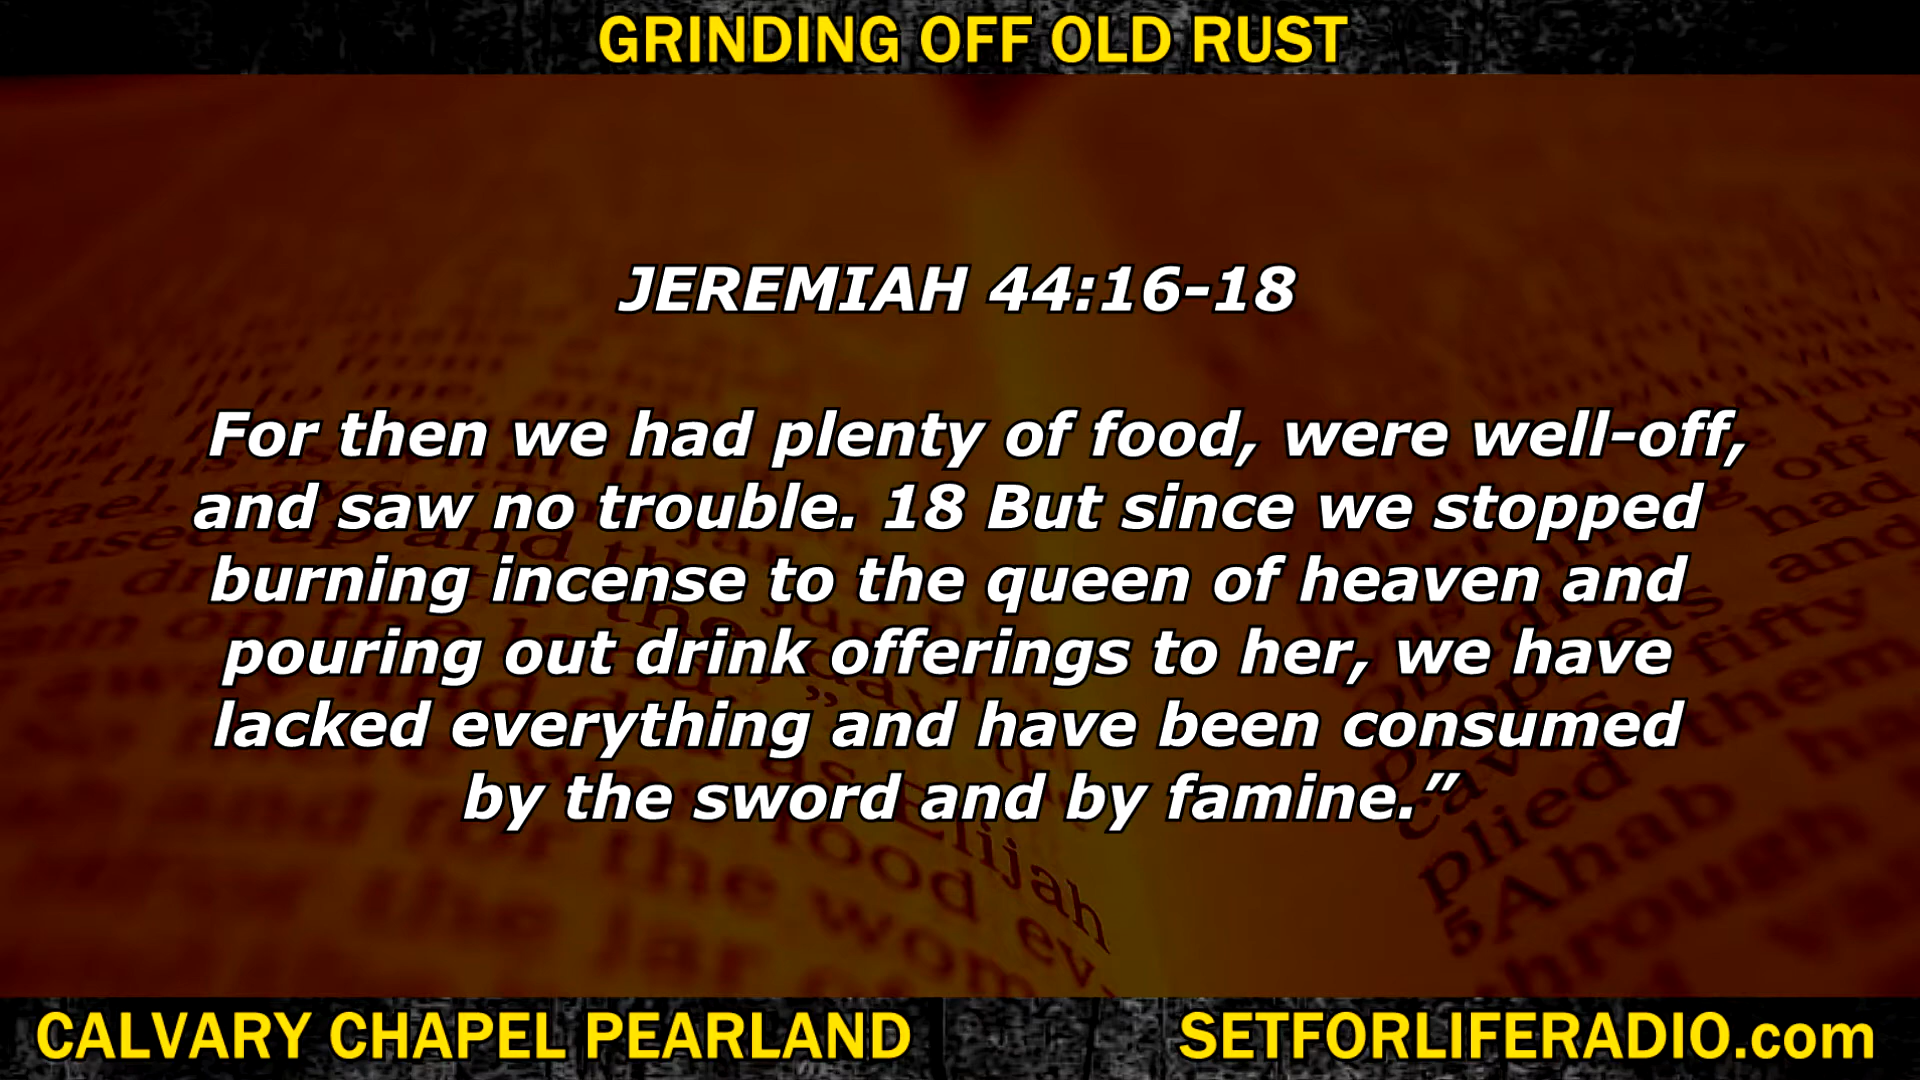 GRINDING OFF OLD RUST
JEREMIAH 44:16-18
For then we had plenty of food, were well-off,
and saw no trouble. 18 But since we stopped
burning incense to the queen of heaven and
pouring out drink offerings to her, we have
lacked everything and have been consumed
by the sword and by famine.”
CALVARY CHAPEL PEARLAND
SETFORLIFERADIO.com